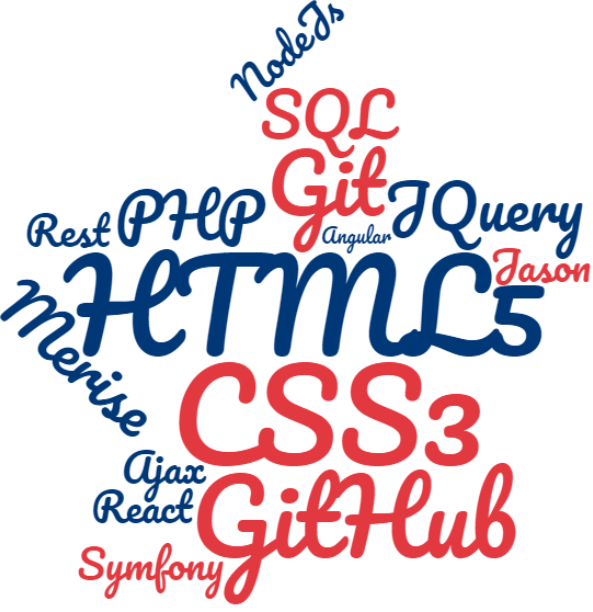 NodeJs
SQL
Git
PHP
JQuery
Rest
Angular
Jason
HTML5
Merise
CSS3
Ajax
React
GitHub
Symfony